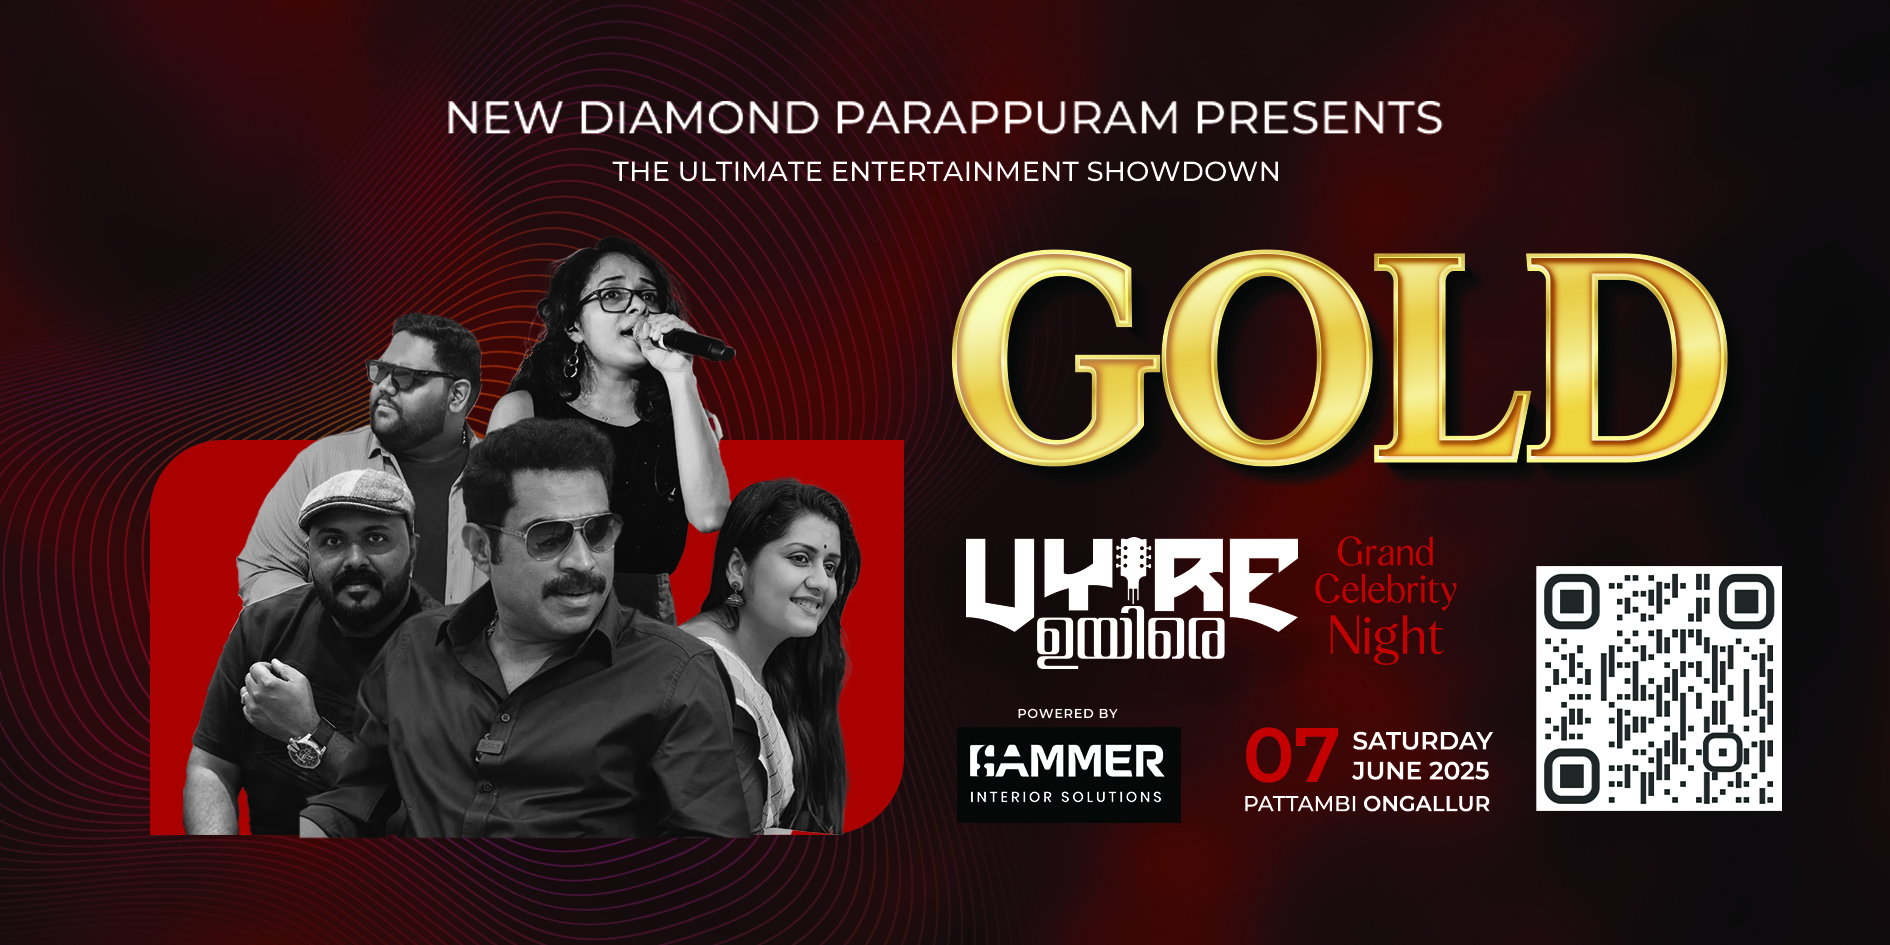 NEW DIAMOND PARAPPURAM PRESENTS
THE ULTIMATE ENTERTAINMENT SHOWDOWN
GOLD
UYIRE
ഉയിരെ
Grand
Celebrity
Night
POWERED BY
HAMMER
INTERIOR SOLUTIONS
07 SATURDAY
JUNE 2025
PATTAMBI ONGALLUR